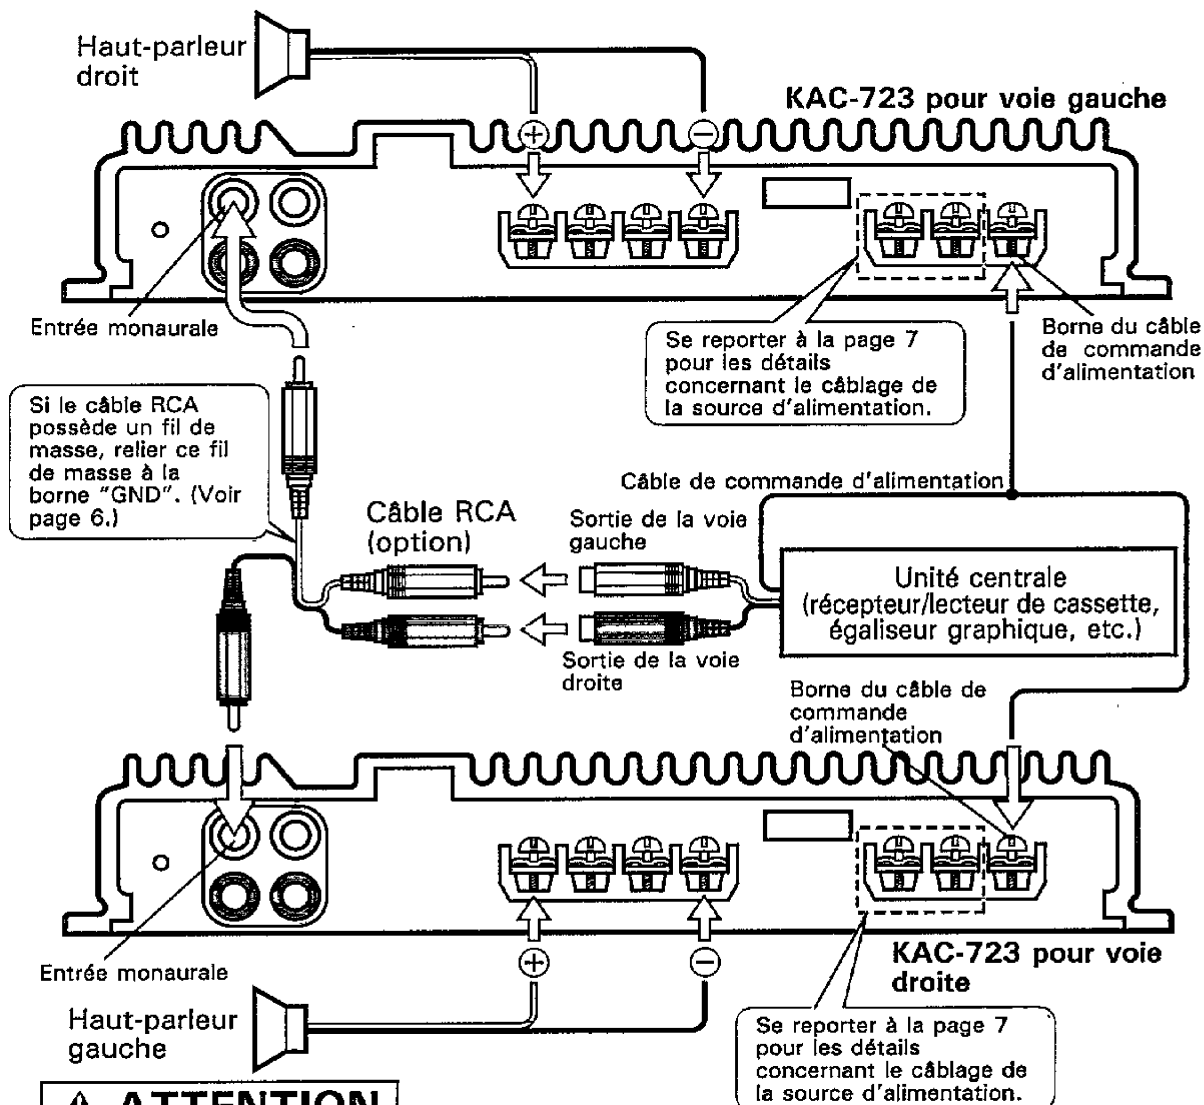 Haut-parleur
droit
KAC-723 pour voie gauche
+
−
Entrée monaurale
Se reporter à la page 7
pour les détails
concernant le câblage de
la source d'alimentation.
Borne du câble
de commande
d'alimentation
Si le câble RCA
possède un fil de
masse, relier ce fil
de masse à la
borne "GND". (Voir
page 6.)
Câble de commande d'alimentation
Câble RCA
(option)
Sortie de la voie
gauche
Unité centrale
(récepteur/lecteur de cassette,
égaliseur graphique, etc.)
Sortie de la voie
droite
Borne du câble de
commande
d'alimentation
Entrée monaurale
+
−
KAC-723 pour voie
droite
Haut-parleur
gauche
Se reporter à la page 7
pour les détails
concernant le câblage de
la source d'alimentation.
⚠ ATTENTION